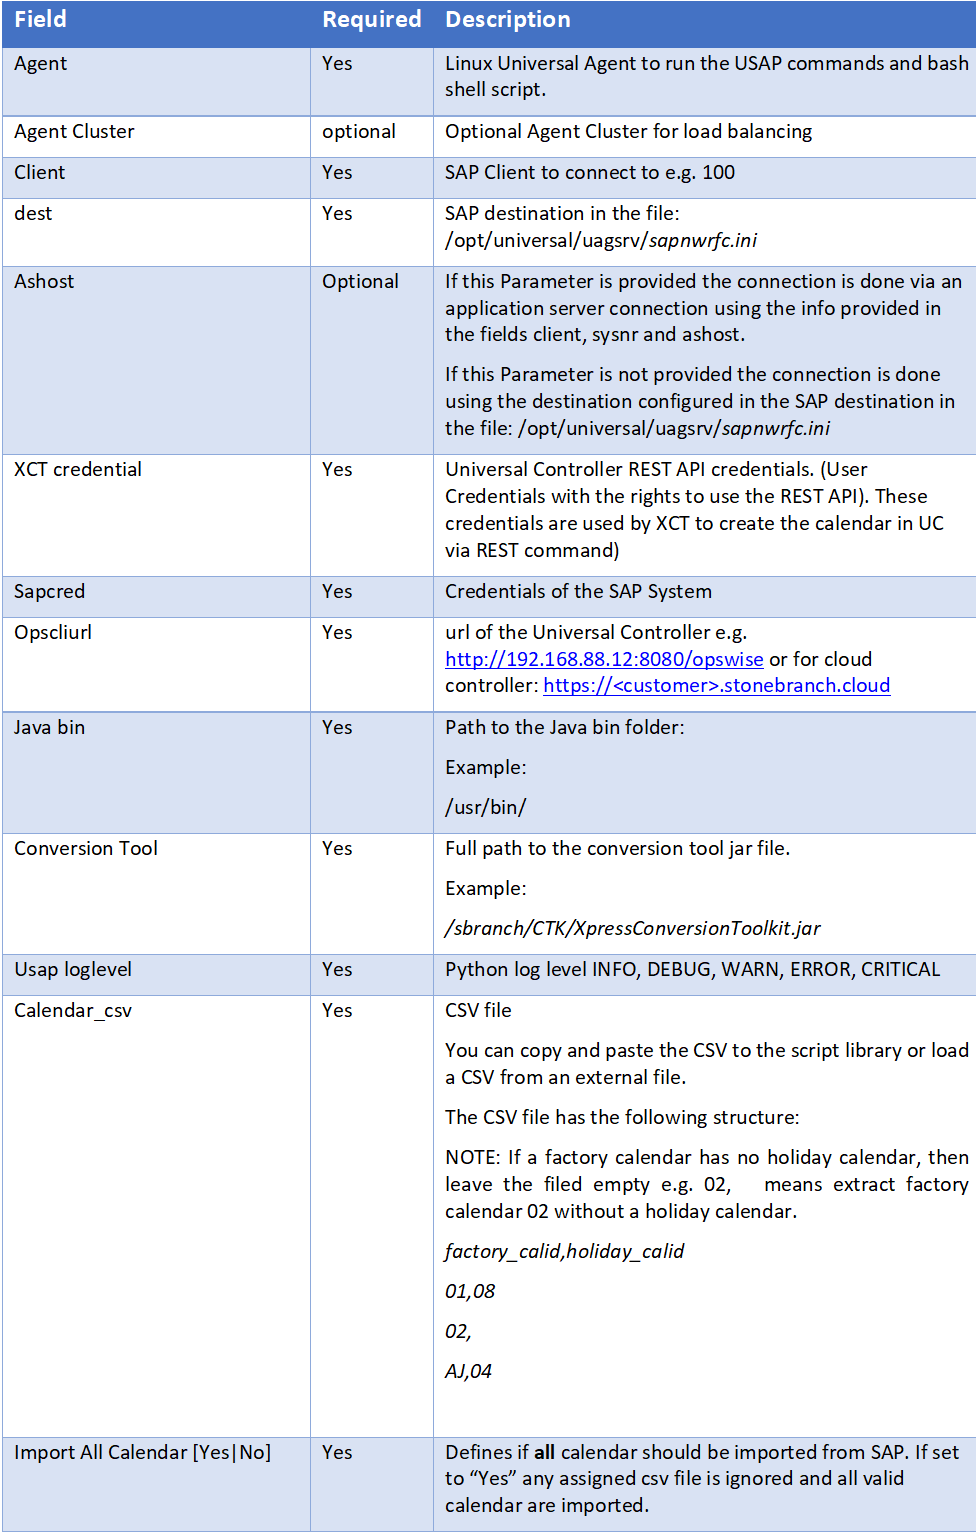 Field Required Description
Agent Yes Linux Universal Agent to run the USAP commands and bash
shell script.
Agent Cluster optional Optional Agent Cluster for load balancing
Client Yes SAP Client to connect to e.g. 100
dest Yes SAP destination in the file:
/opt/universal/uagsrv/sapnwrfc.ini
Ashost Optional If this Parameter is provided the connection is done via an
application server connection using the info provided in
the fields client, sysnr and ashost.
If this Parameter is not provided the connection is done
using the destination configured in the SAP destination in
the file: /opt/universal/uagsrv/sapnwrfc.ini
XCT credential Yes Universal Controller REST API credentials. (User
Credentials with the rights to use the REST API). These
credentials are used by XCT to create the calendar in UC
via REST command)
Sapcred Yes Credentials of the SAP System
Opscliurl Yes url of the Universal Controller e.g.
http://192.168.88.12:8080/opswise or for cloud
controller: https://<customer>.stonebranch.cloud
Java bin Yes Path to the Java bin folder:
Example:
/usr/bin/
Conversion Tool Yes Full path to the conversion tool jar file.
Example:
/sbranch/CTK/XpressConversionToolkit.jar
Usap loglevel Yes Python log level INFO, DEBUG, WARN, ERROR, CRITICAL
Calendar_csv Yes CSV file
You can copy and paste the CSV to the script library or load
a CSV from an external file.
The CSV file has the following structure:
NOTE: If a factory calendar has no holiday calendar, then
leave the filed empty e.g. 02, means extract factory
calendar 02 without a holiday calendar.
factory_calid,holiday_calid
01,08
02,
AJ,04
Import All Calendar [Yes|No] Yes Defines if all calendar should be imported from SAP. If set
to “Yes” any assigned csv file is ignored and all valid
calendar are imported.